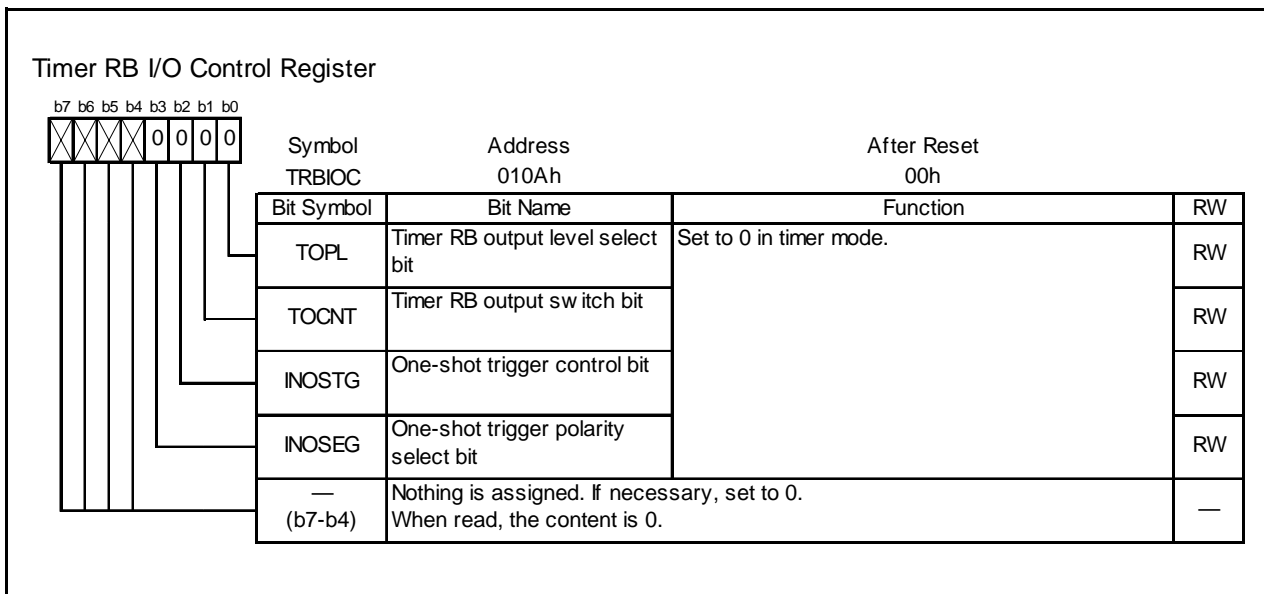 Timer RB I/O Control Register
b7 b6 b5 b4 b3 b2 b1 b0
0 0 0 0
Symbol Address After Reset
TRBIOC 010Ah 00h
Bit Symbol Bit Name Function RW
TOPL Timer RB output level select bit Set to 0 in timer mode. RW
TOCNT Timer RB output sw itch bit RW
INOSTG One-shot trigger control bit RW
INOSEG One-shot trigger polarity select bit RW
— Nothing is assigned. If necessary, set to 0.
(b7-b4) When read, the content is 0. —